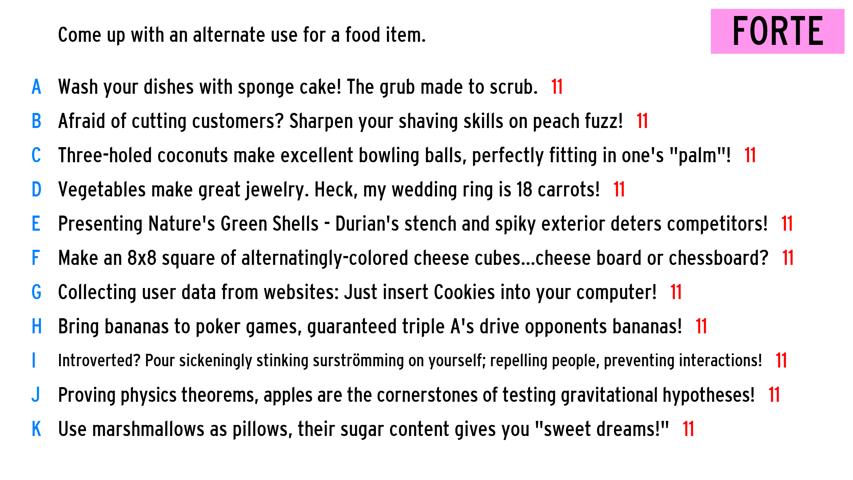 Come up with an alternate use for a food item.
FORTE
A Wash your dishes with sponge cake! The grub made to scrub. 11
B Afraid of cutting customers? Sharpen your shaving skills on peach fuzz! 11
C Three-holed coconuts make excellent bowling balls, perfectly fitting in one's "palm"! 11
D Vegetables make great jewelry. Heck, my wedding ring is 18 carrots! 11
E Presenting Nature's Green Shells - Durian's stench and spiky exterior deters competitors! 11
F Make an 8x8 square of alternatingly-colored cheese cubes...cheese board or chessboard? 11
G Collecting user data from websites: Just insert Cookies into your computer! 11
H Bring bananas to poker games, guaranteed triple A's drive opponents bananas! 11
I Introverted? Pour sickeningly stinking surströmming on yourself; repelling people, preventing interactions! 11
J Proving physics theorems, apples are the cornerstones of testing gravitational hypotheses! 11
K Use marshmallows as pillows, their sugar content gives you "sweet dreams!" 11